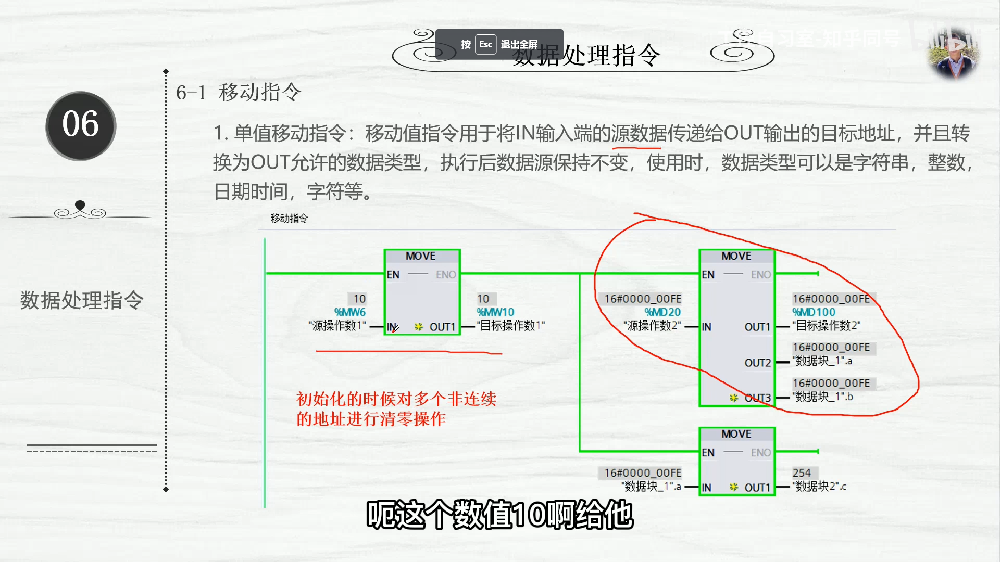 按 Esc 退出全屏
自习室-知乎同号
bilibili
数据处理指令
6-1 移动指令
06
1. 单值移动指令：移动值指令用于将IN输入端的源数据传递给OUT输出的目标地址，并且转
换为OUT允许的数据类型，执行后数据源保持不变，使用时，数据类型可以是字符串，整数，
日期时间，字符等。
移动指令
数据处理指令
MOVE
EN ENO
10
%MW6
"源操作数1"
IN OUT1
10
%MW10
"目标操作数1"
MOVE
EN ENO
16#0000_00FE
%MD20
"源操作数2"
IN OUT1
16#0000_00FE
%MD100
"目标操作数2"
OUT2
16#0000_00FE
"数据块_1".a
OUT3
16#0000_00FE
"数据块_1".b
初始化的时候对多个非连续
的地址进行清零操作
MOVE
EN ENO
16#0000_00FE
"数据块_1".a
IN OUT1
254
"数据块2".c
呃这个数值10啊给他